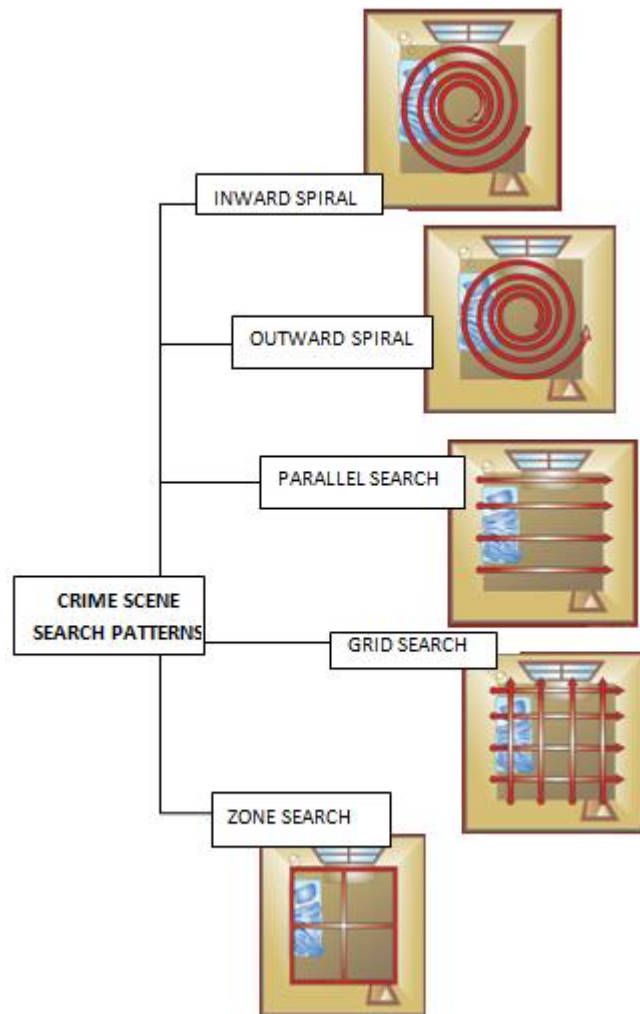 INWARD SPIRAL
OUTWARD SPIRAL
PARALLEL SEARCH
CRIME SCENE
SEARCH PATTERNS
GRID SEARCH
ZONE SEARCH